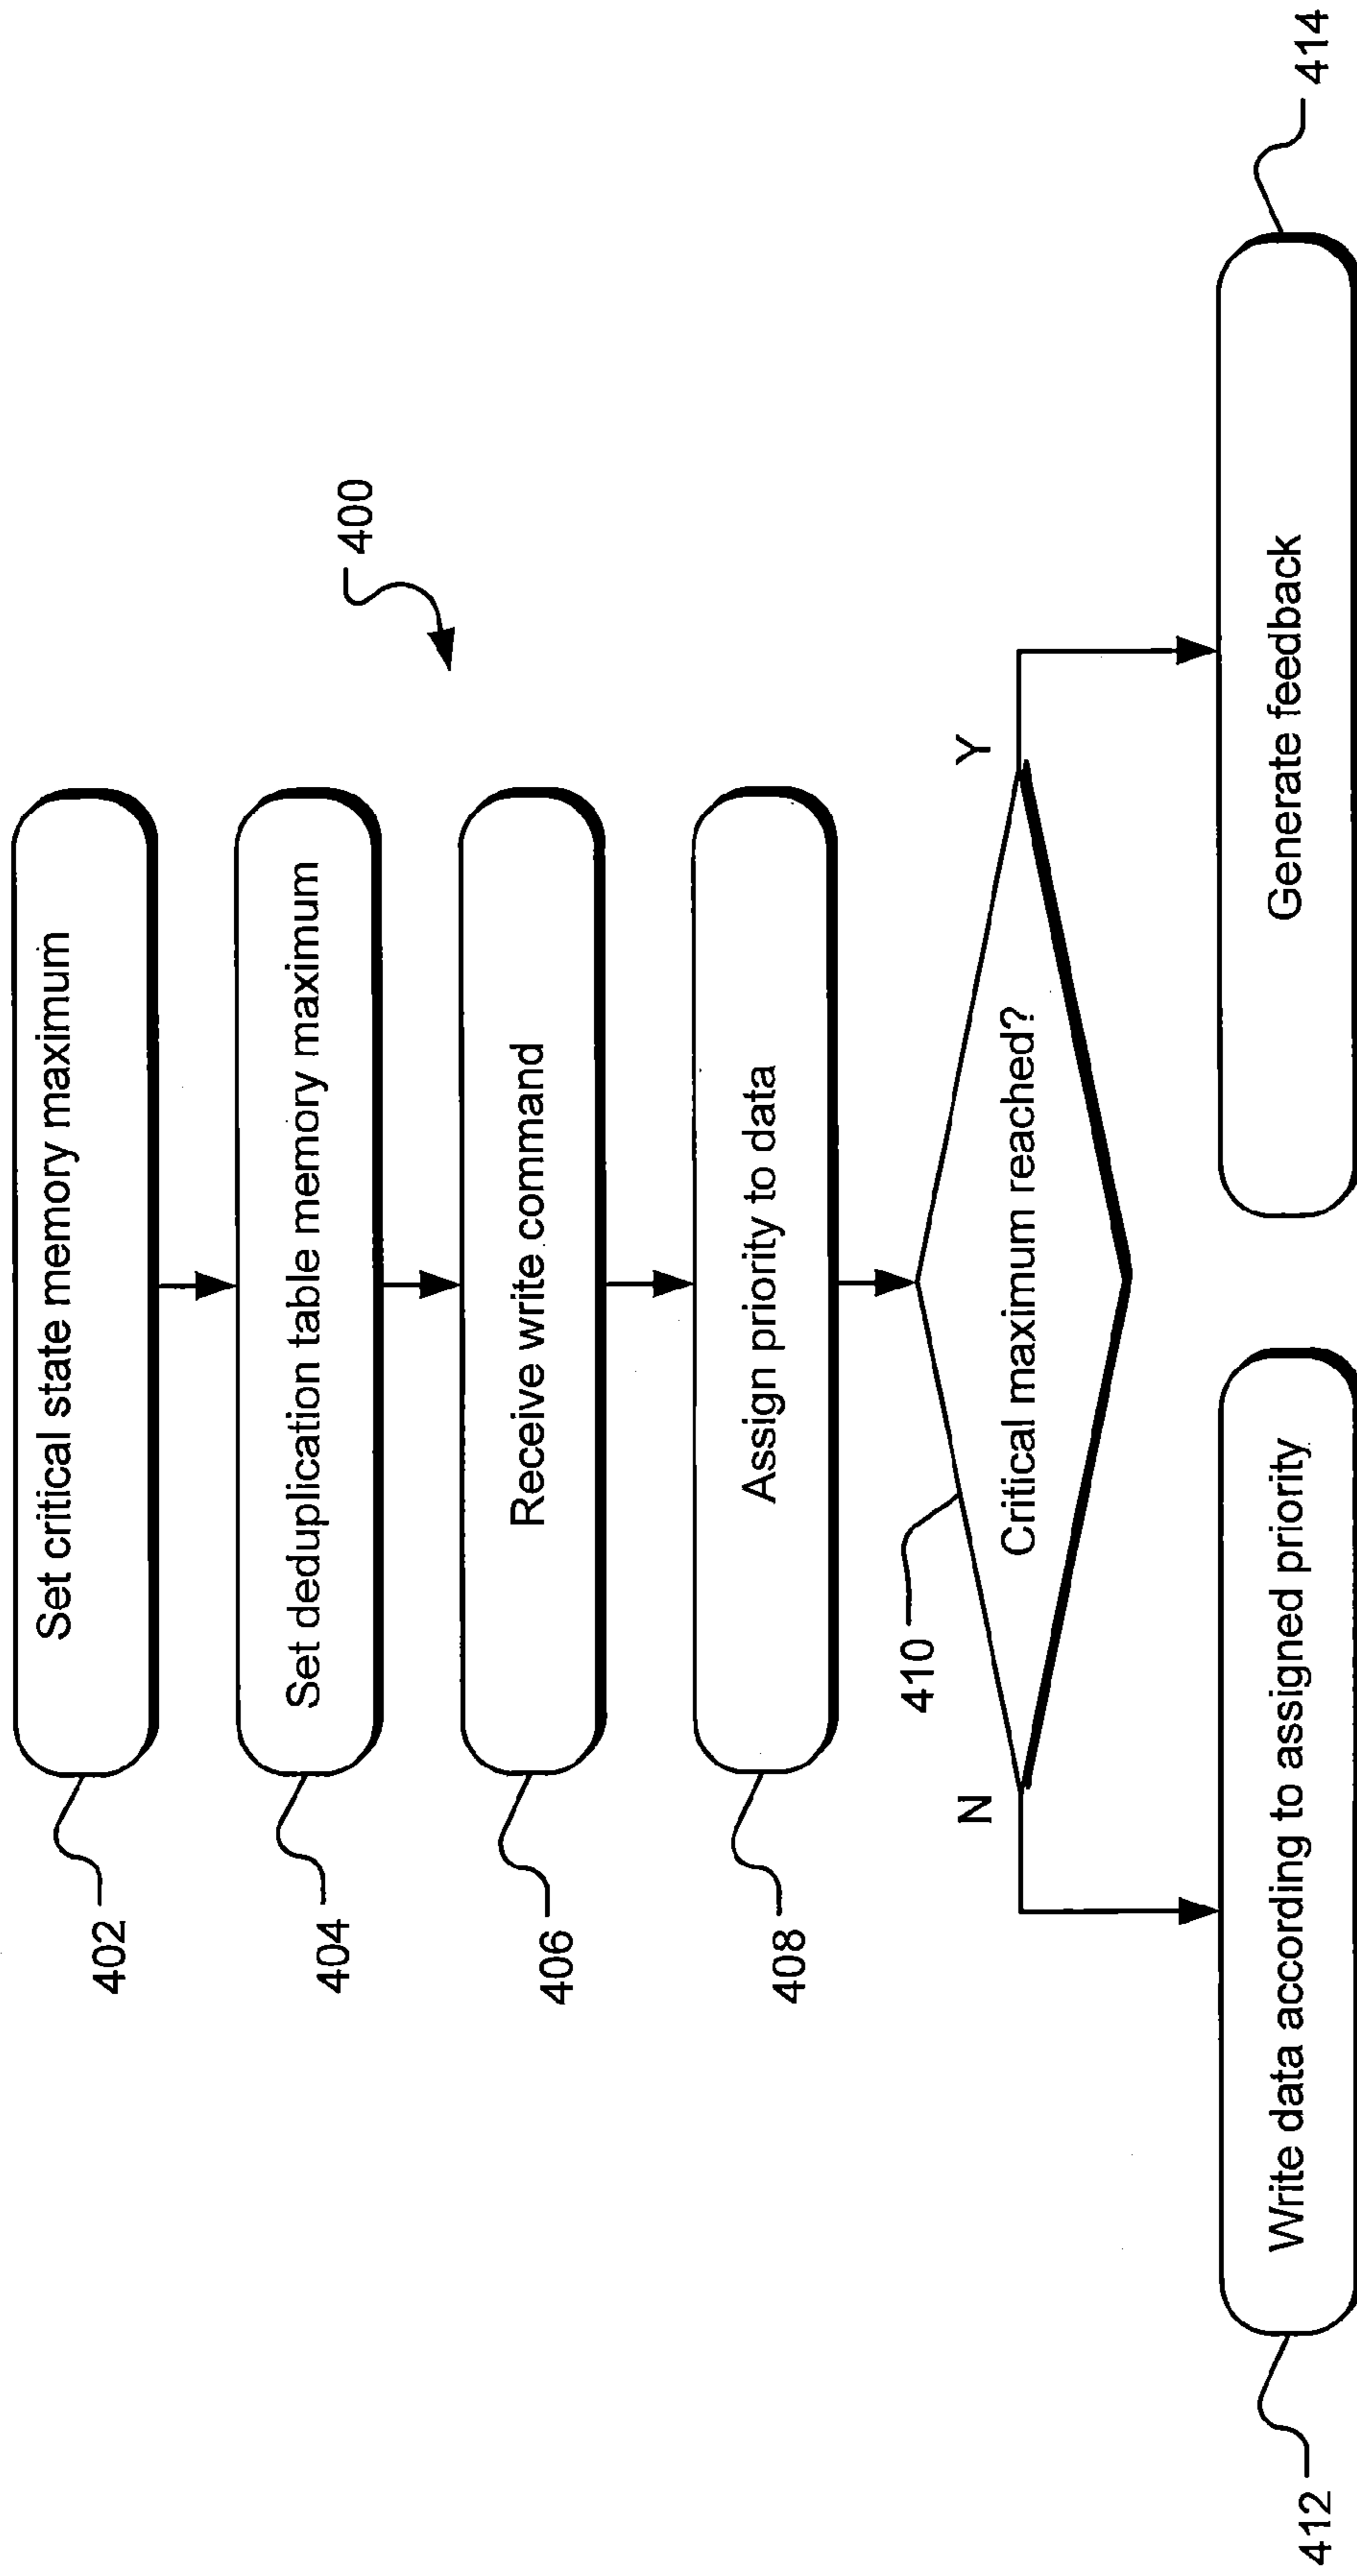 402
Set critical state memory maximum
404
Set deduplication table memory maximum
400
406
Receive write command
408
Assign priority to data
410
N
Critical maximum reached?
Y
412
Write data according to assigned priority
Generate feedback
414